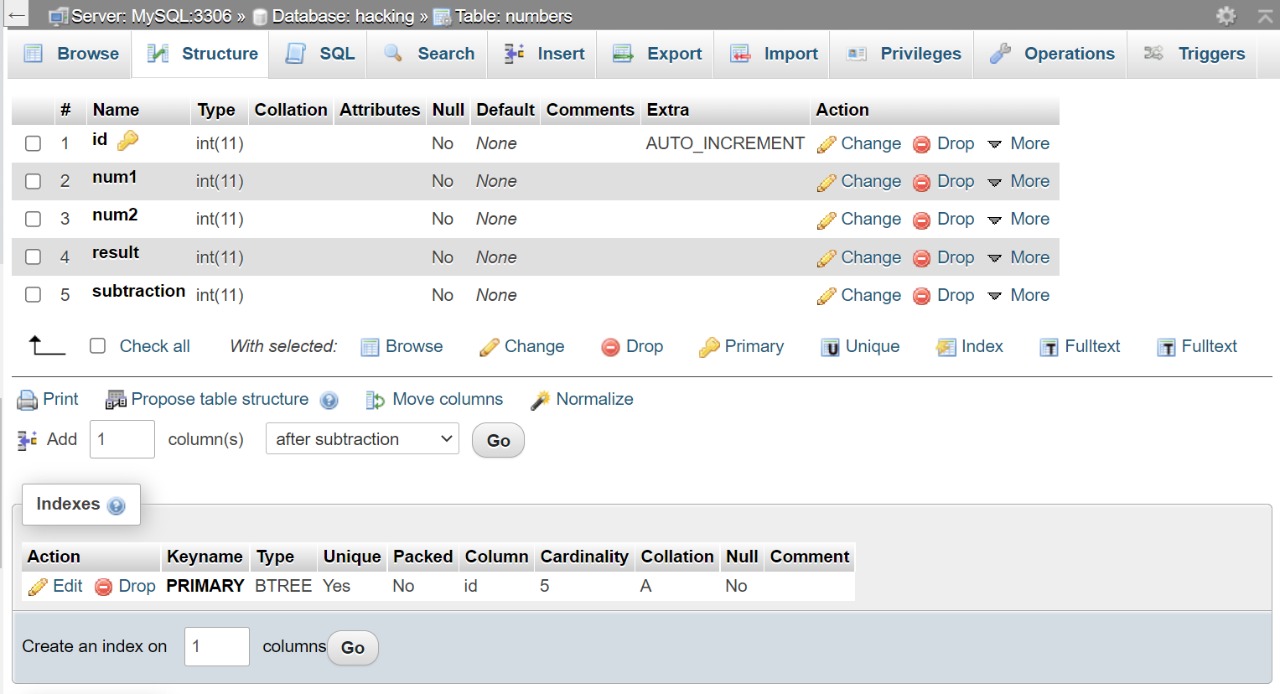 Server: MySQL:3306 » Database: hacking » Table: numbers
Browse Structure SQL Search Insert Export Import Privileges Operations Triggers
# Name Type Collation Attributes Null Default Comments Extra Action
1 id int(11) No None AUTO_INCREMENT Change Drop More
2 num1 int(11) No None Change Drop More
3 num2 int(11) No None Change Drop More
4 result int(11) No None Change Drop More
5 subtraction int(11) No None Change Drop More
Check all With selected: Browse Change Drop Primary Unique Index Fulltext Fulltext
Print Propose table structure Move columns Normalize
Add 1 column(s) after subtraction Go
Indexes
Action Keyname Type Unique Packed Column Cardinality Collation Null Comment
Edit Drop PRIMARY BTREE Yes No id 5 A No
Create an index on 1 columns Go